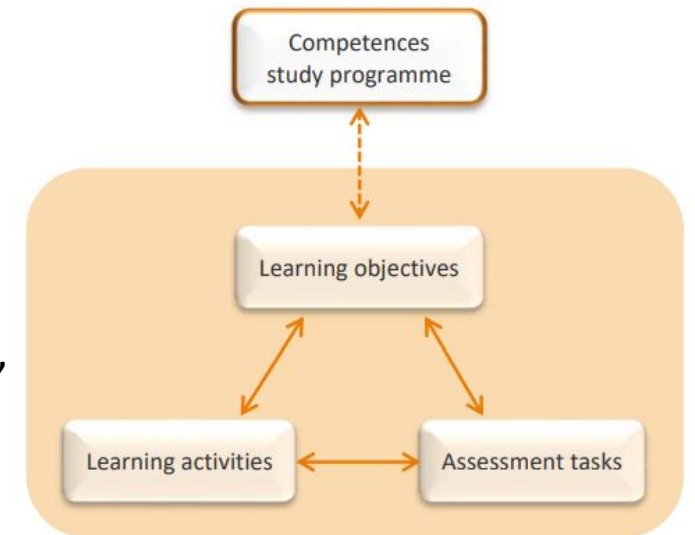 Competences
study programme
Learning objectives
,
Learning activities
Assessment tasks